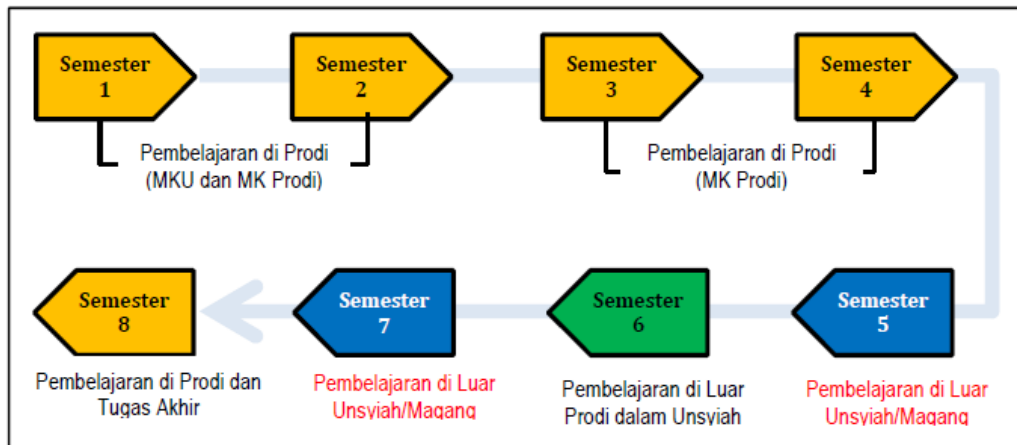 Semester
1
Semester
2
Semester
3
Semester
4
Pembelajaran di Prodi
(MKU dan MK Prodi)
Pembelajaran di Prodi
(MK Prodi)
Semester
8
Semester
7
Semester
6
Semester
5
Pembelajaran di Prodi dan
Tugas Akhir
Pembelajaran di Luar
Unsyiah/Magang
Pembelajaran di Luar
Prodi dalam Unsyiah
Pembelajaran di Luar
Unsyiah/Magang